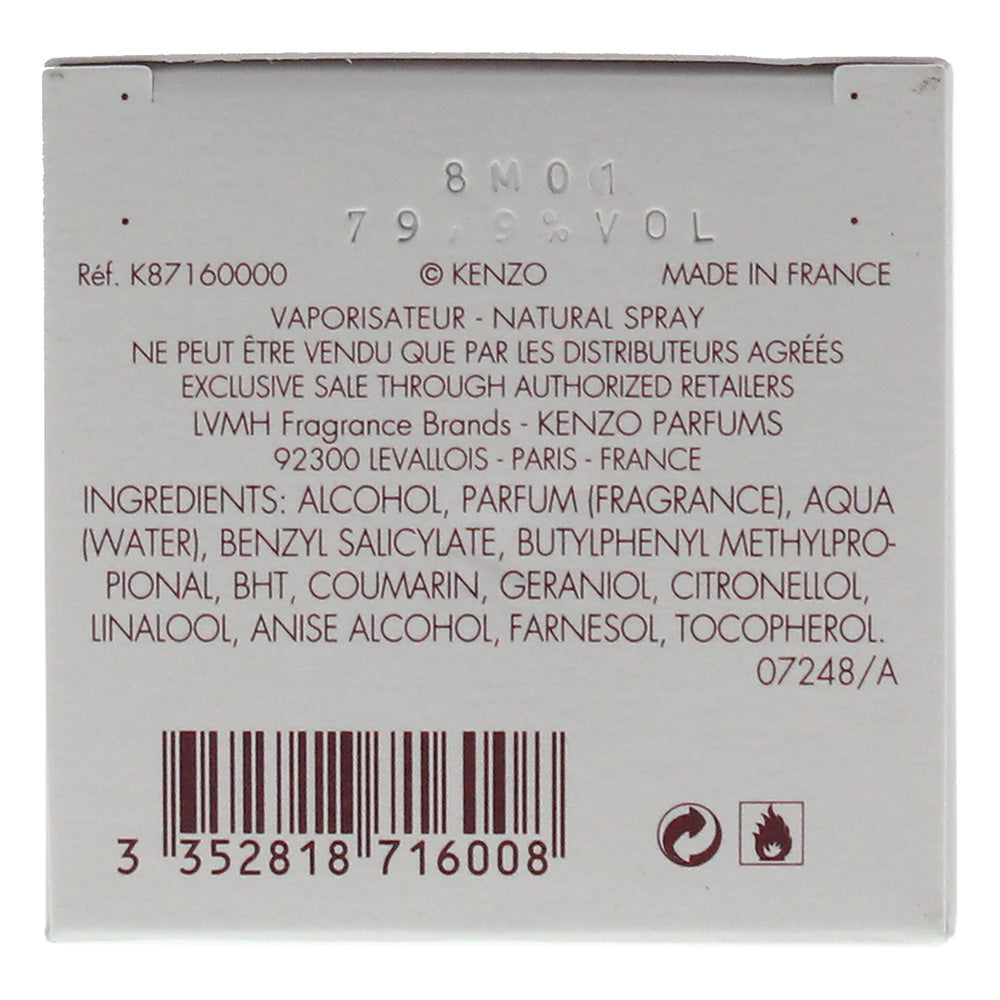 8M01
79,9%VOL
Réf. K87160000 © KENZO MADE IN FRANCE
VAPORISATEUR - NATURAL SPRAY
NE PEUT ÊTRE VENDU QUE PAR LES DISTRIBUTEURS AGRÉÉS
EXCLUSIVE SALE THROUGH AUTHORIZED RETAILERS
LVMH Fragrance Brands - KENZO PARFUMS
92300 LEVALLOIS - PARIS - FRANCE
INGREDIENTS: ALCOHOL, PARFUM (FRAGRANCE), AQUA
(WATER), BENZYL SALICYLATE, BUTYLPHENYL METHYLPRO-
PIONAL, BHT, COUMARIN, GERANIOL, CITRONELLOL,
LINALOOL, ANISE ALCOHOL, FARNESOL, TOCOPHEROL.
07248/A
3 352818 716008